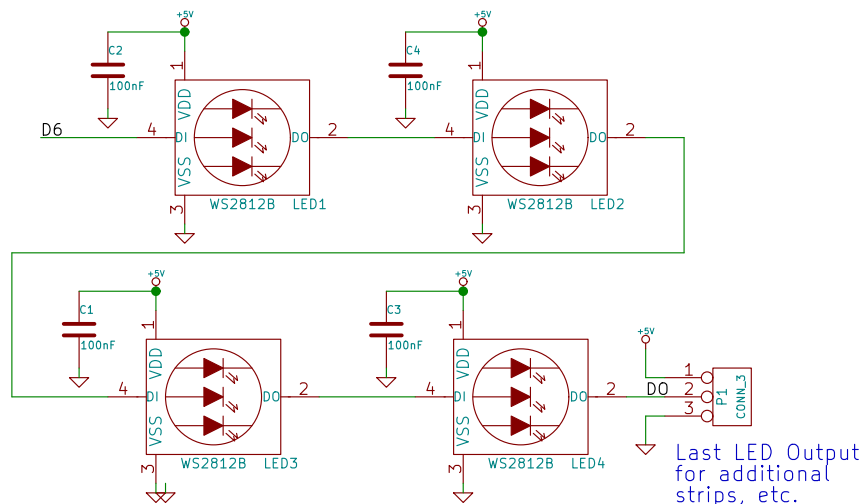 +5V
+5V
C2
C4
100nF
100nF
1
1
VDD
VDD
D6
4
DI
DO
2
4
DI
DO
2
VSS
VSS
3
WS2812B
LED1
3
WS2812B
LED2
+5V
+5V
C1
C3
100nF
100nF
1
1
VDD
VDD
+5V
4
DI
DO
2
4
DI
DO
2
DO
1
2
3
P1
CONN_3
VSS
VSS
3
WS2812B
LED3
3
WS2812B
LED4
Last LED Output
for additional
strips, etc.